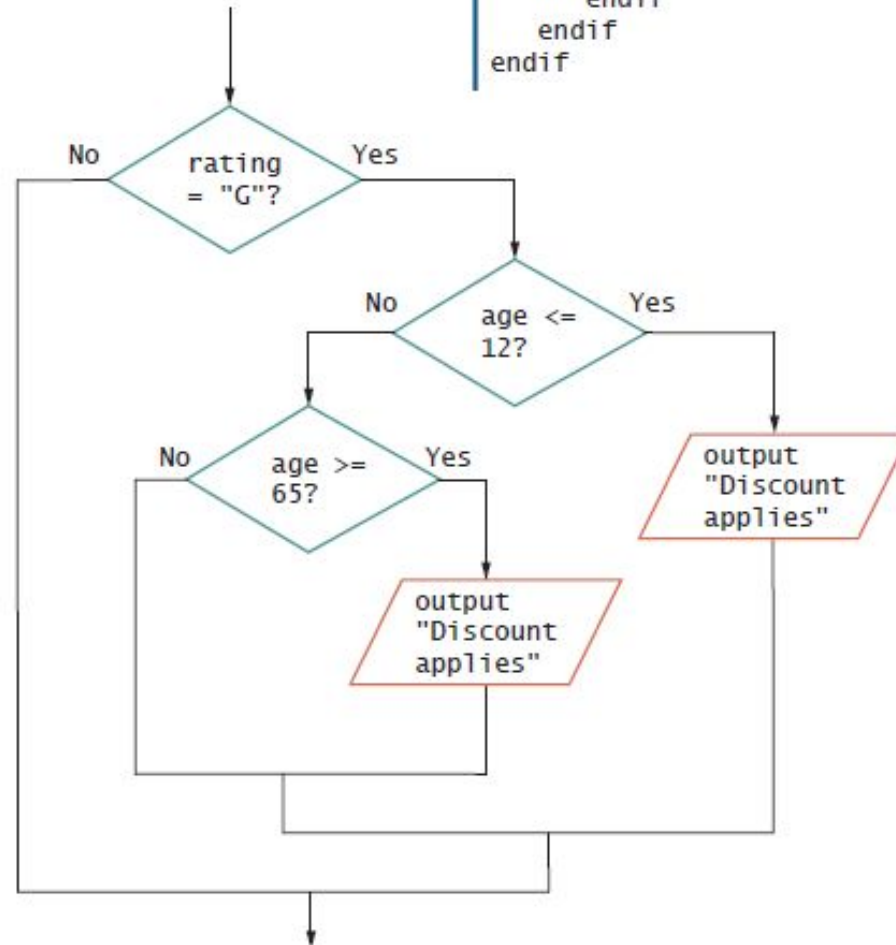 endif
endif
endif
No
Yes
rating
= "G"?
No
Yes
age <=
12?
No
Yes
age >=
65?
output
"Discount
applies"
output
"Discount
applies"